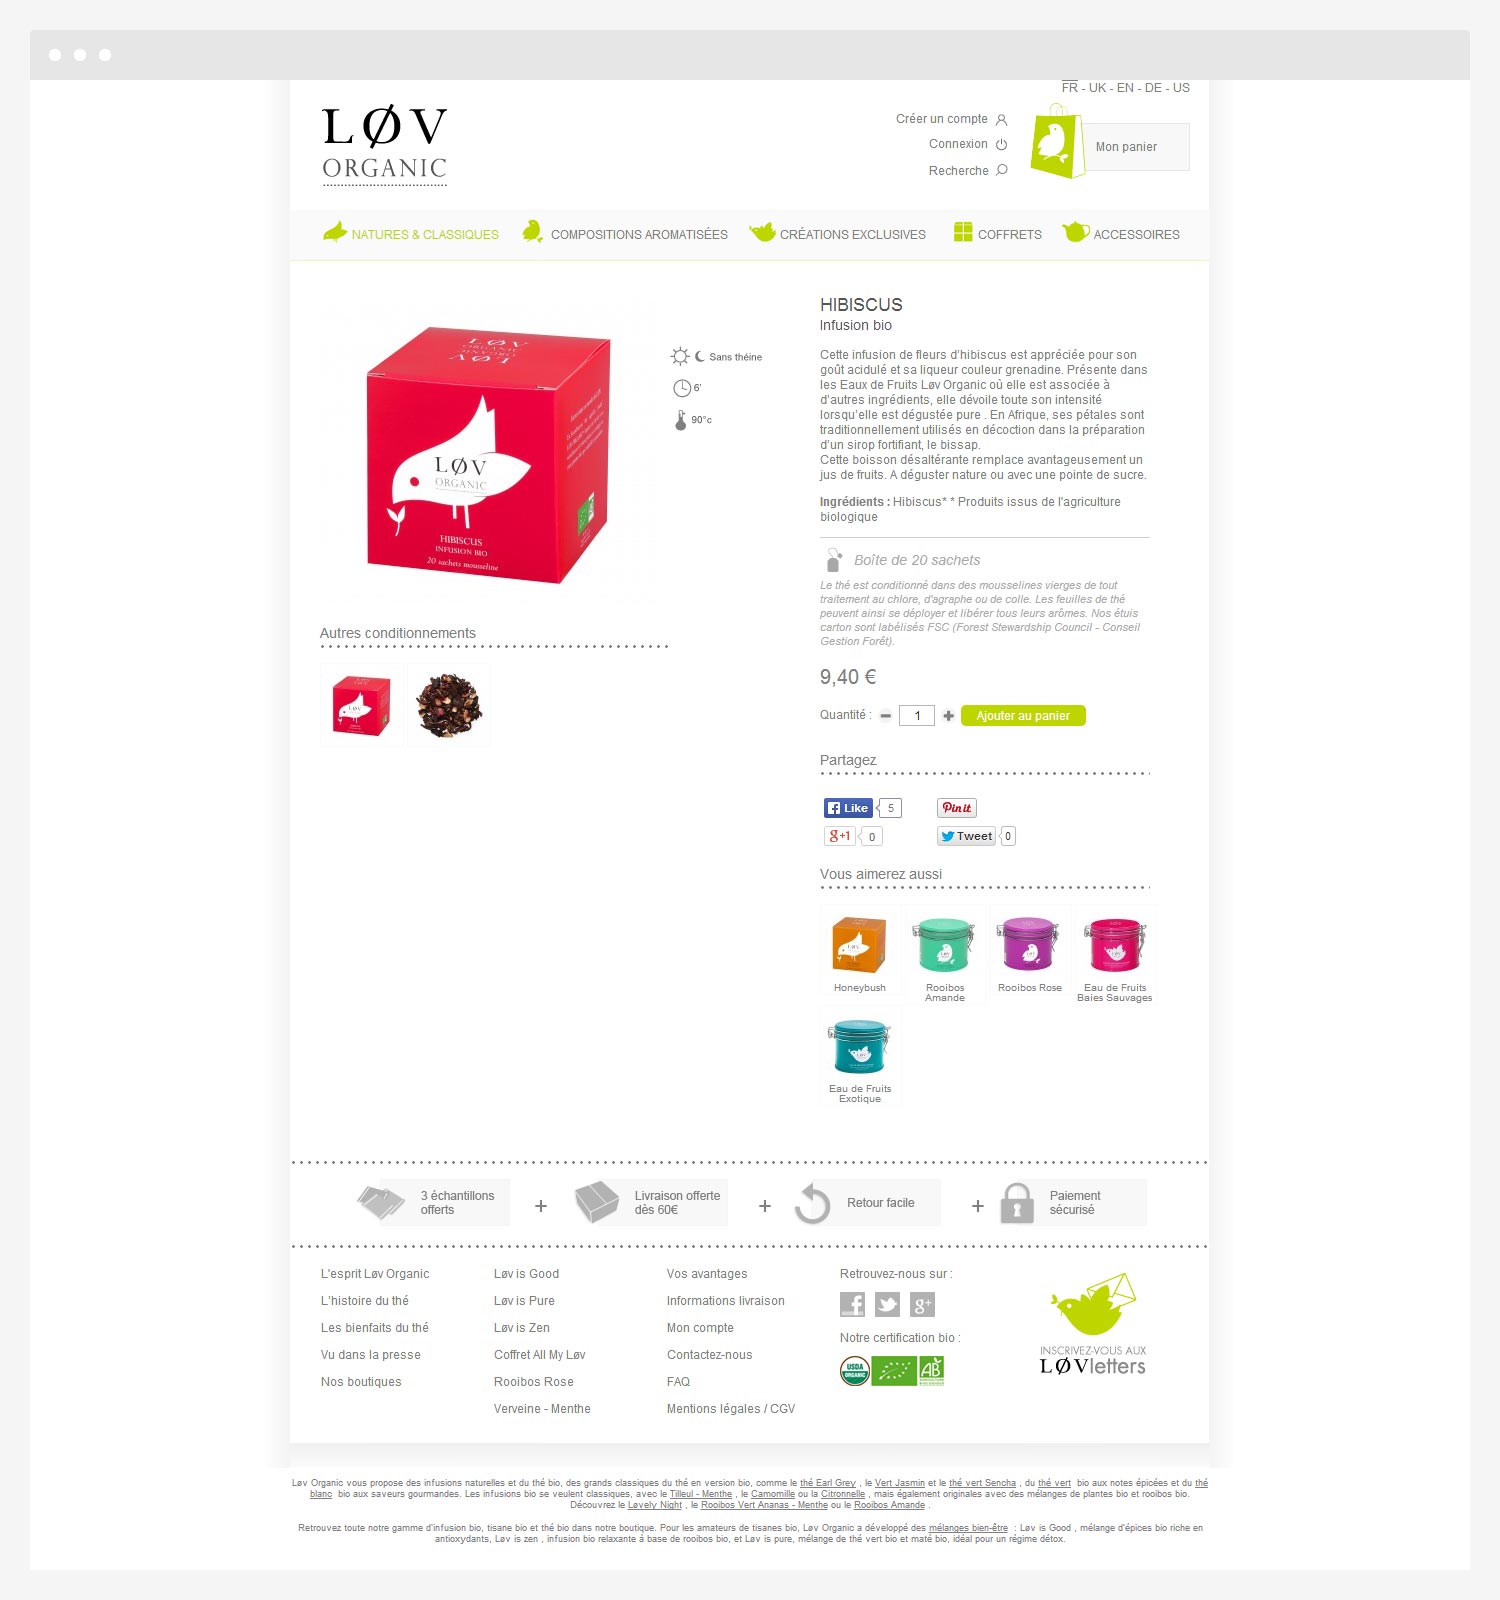 FR - UK - EN - DE - US
LØV
ORGANIC
Créer un compte
Connexion
Recherche
Mon panier
NATURES & CLASSIQUES
COMPOSITIONS AROMATISÉES
CRÉATIONS EXCLUSIVES
COFFRETS
ACCESSOIRES
LØV
ORGANIC
LØV
ORGANIC
HIBISCUS
INFUSION BIO
20 sachets mousseline
Sans théine
6'
90°c
HIBISCUS
Infusion bio
Cette infusion de fleurs d'hibiscus est appréciée pour son
goût acidulé et sa liqueur couleur grenadine. Présente dans
les Eaux de Fruits Løv Organic où elle est associée à
d'autres ingrédients, elle dévoile toute son intensité
lorsqu'elle est dégustée pure . En Afrique, ses pétales sont
traditionnellement utilisés en décoction dans la préparation
d'un sirop fortifiant, le bissap.
Cette boisson désaltérante remplace avantageusement un
jus de fruits. A déguster nature ou avec une pointe de sucre.
Ingrédients : Hibiscus* * Produits issus de l'agriculture
biologique
Boîte de 20 sachets
Le thé est conditionné dans des mousselines vierges de tout
traitement au chlore, d'agraphe ou de colle. Les feuilles de thé
peuvent ainsi se déployer et libérer tous leurs arômes. Nos étuis
carton sont labélisés FSC (Forest Stewardship Council - Conseil
Gestion Forêt).
9,40 €
Quantité : 1 Ajouter au panier
Autres conditionnements
LØV
Partagez
Like 5
Pin it
g+1 0
Tweet 0
Vous aimerez aussi
LØV
LØV
LØV
LØV
Honeybush
Rooibos
Amande
Rooibos Rose
Eau de Fruits
Baies Sauvages
LØV
Eau de Fruits
Exotique
3 échantillons
offerts
+
Livraison offerte
dès 60€
+
Retour facile
+
Paiement
sécurisé
L'esprit Løv Organic
L'histoire du thé
Les bienfaits du thé
Vu dans la presse
Nos boutiques
Løv is Good
Løv is Pure
Løv is Zen
Coffret All My Løv
Rooibos Rose
Verveine - Menthe
Vos avantages
Informations livraison
Mon compte
Contactez-nous
FAQ
Mentions légales / CGV
Retrouvez-nous sur :
f g+
Notre certification bio :
USDA
ORGANIC
AB
INSCRIVEZ-VOUS AUX
LØVletters
Løv Organic vous propose des infusions naturelles et du thé bio, des grands classiques du thé en version bio, comme le thé Earl Grey , le Vert Jasmin et le thé vert Sencha , du thé vert bio aux notes épicées et du thé
blanc bio aux saveurs gourmandes. Les infusions bio se veulent classiques, avec le Tilleul - Menthe , le Camomille ou la Citronnelle , mais également originales avec des mélanges de plantes bio et rooibos bio.
Découvrez le Løvely Night , le Rooibos Vert Ananas - Menthe ou le Rooibos Amande .
Retrouvez toute notre gamme d'infusion bio, tisane bio et thé bio dans notre boutique. Pour les amateurs de tisanes bio, Løv Organic a développé des mélanges bien-être : Løv is Good , mélange d'épices bio riche en
antioxydants, Løv is zen , infusion bio relaxante à base de rooibos bio, et Løv is pure, mélange de thé vert bio et maté bio, idéal pour un régime détox.